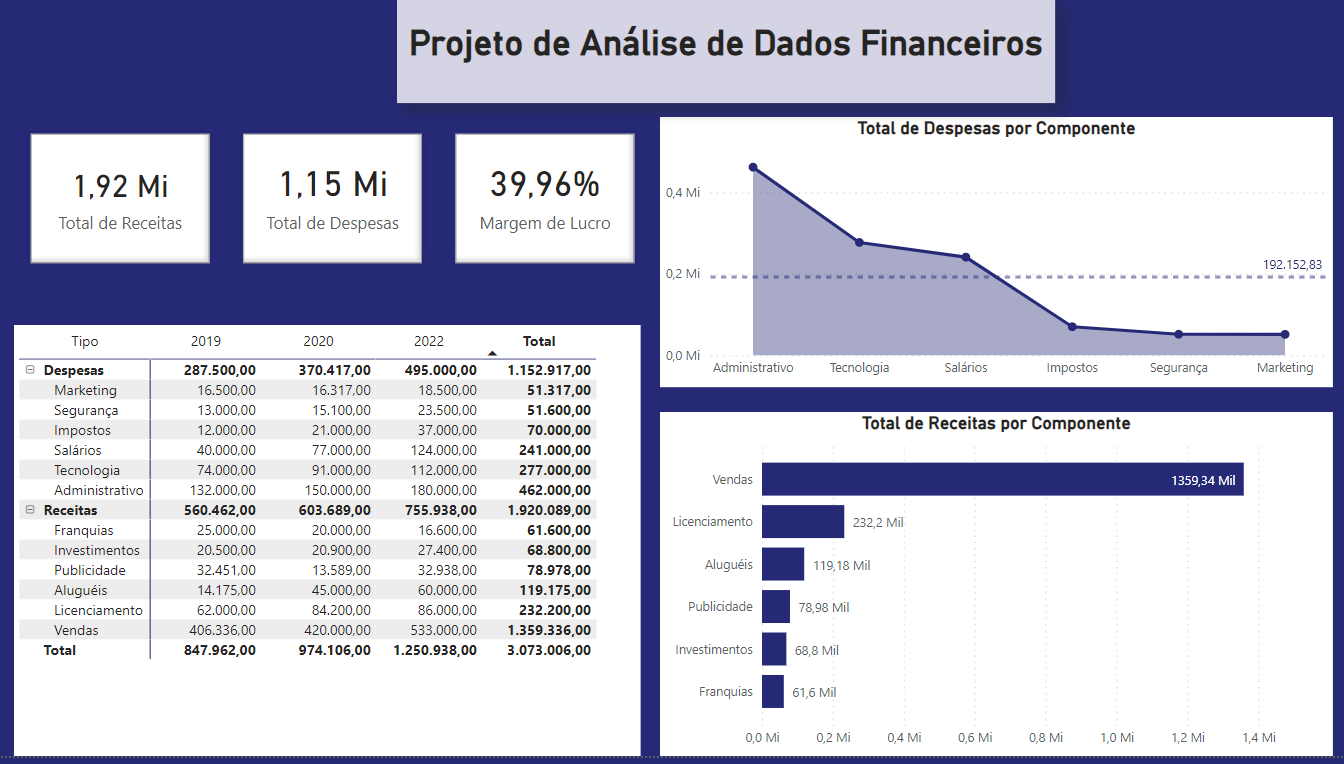 Projeto de Análise de Dados Financeiros
1,92 Mi
Total de Receitas
1,15 Mi
Total de Despesas
39,96%
Margem de Lucro
Total de Despesas por Componente
0,4 Mi
0,2 Mi
0,0 Mi
192.152,83
Administrativo Tecnologia Salários Impostos Segurança Marketing
Tipo 2019 2020 2022 Total
Despesas 287.500,00 370.417,00 495.000,00 1.152.917,00
Marketing 16.500,00 16.317,00 18.500,00 51.317,00
Segurança 13.000,00 15.100,00 23.500,00 51.600,00
Impostos 12.000,00 21.000,00 37.000,00 70.000,00
Salários 40.000,00 77.000,00 124.000,00 241.000,00
Tecnologia 74.000,00 91.000,00 112.000,00 277.000,00
Administrativo 132.000,00 150.000,00 180.000,00 462.000,00
Receitas 560.462,00 603.689,00 755.938,00 1.920.089,00
Franquias 25.000,00 20.000,00 16.600,00 61.600,00
Investimentos 20.500,00 20.900,00 27.400,00 68.800,00
Publicidade 32.451,00 13.589,00 32.938,00 78.978,00
Aluguéis 14.175,00 45.000,00 60.000,00 119.175,00
Licenciamento 62.000,00 84.200,00 86.000,00 232.200,00
Vendas 406.336,00 420.000,00 533.000,00 1.359.336,00
Total 847.962,00 974.106,00 1.250.938,00 3.073.006,00
Total de Receitas por Componente
Vendas 1359,34 Mil
Licenciamento 232,2 Mil
Aluguéis 119,18 Mil
Publicidade 78,98 Mil
Investimentos 68,8 Mil
Franquias 61,6 Mil
0,0 Mi 0,2 Mi 0,4 Mi 0,6 Mi 0,8 Mi 1,0 Mi 1,2 Mi 1,4 Mi